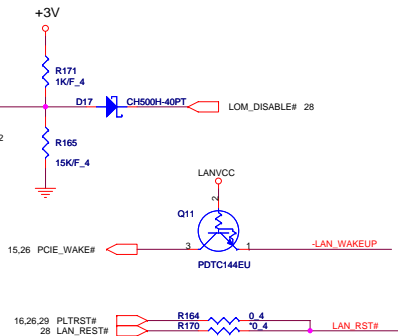 +3V
R171
1K/F_4
D17 CH500H-40PT LOM_DISABLE# 28
2
R165
15K/F_4
LANVCC
2
Q11
15,26 PCIE_WAKE# 3 1 -LAN_WAKEUP
PDTC144EU
16,26,29 PLTRST# R164 0_4
28 LAN_REST# R170 *0_4 LAN_RST#